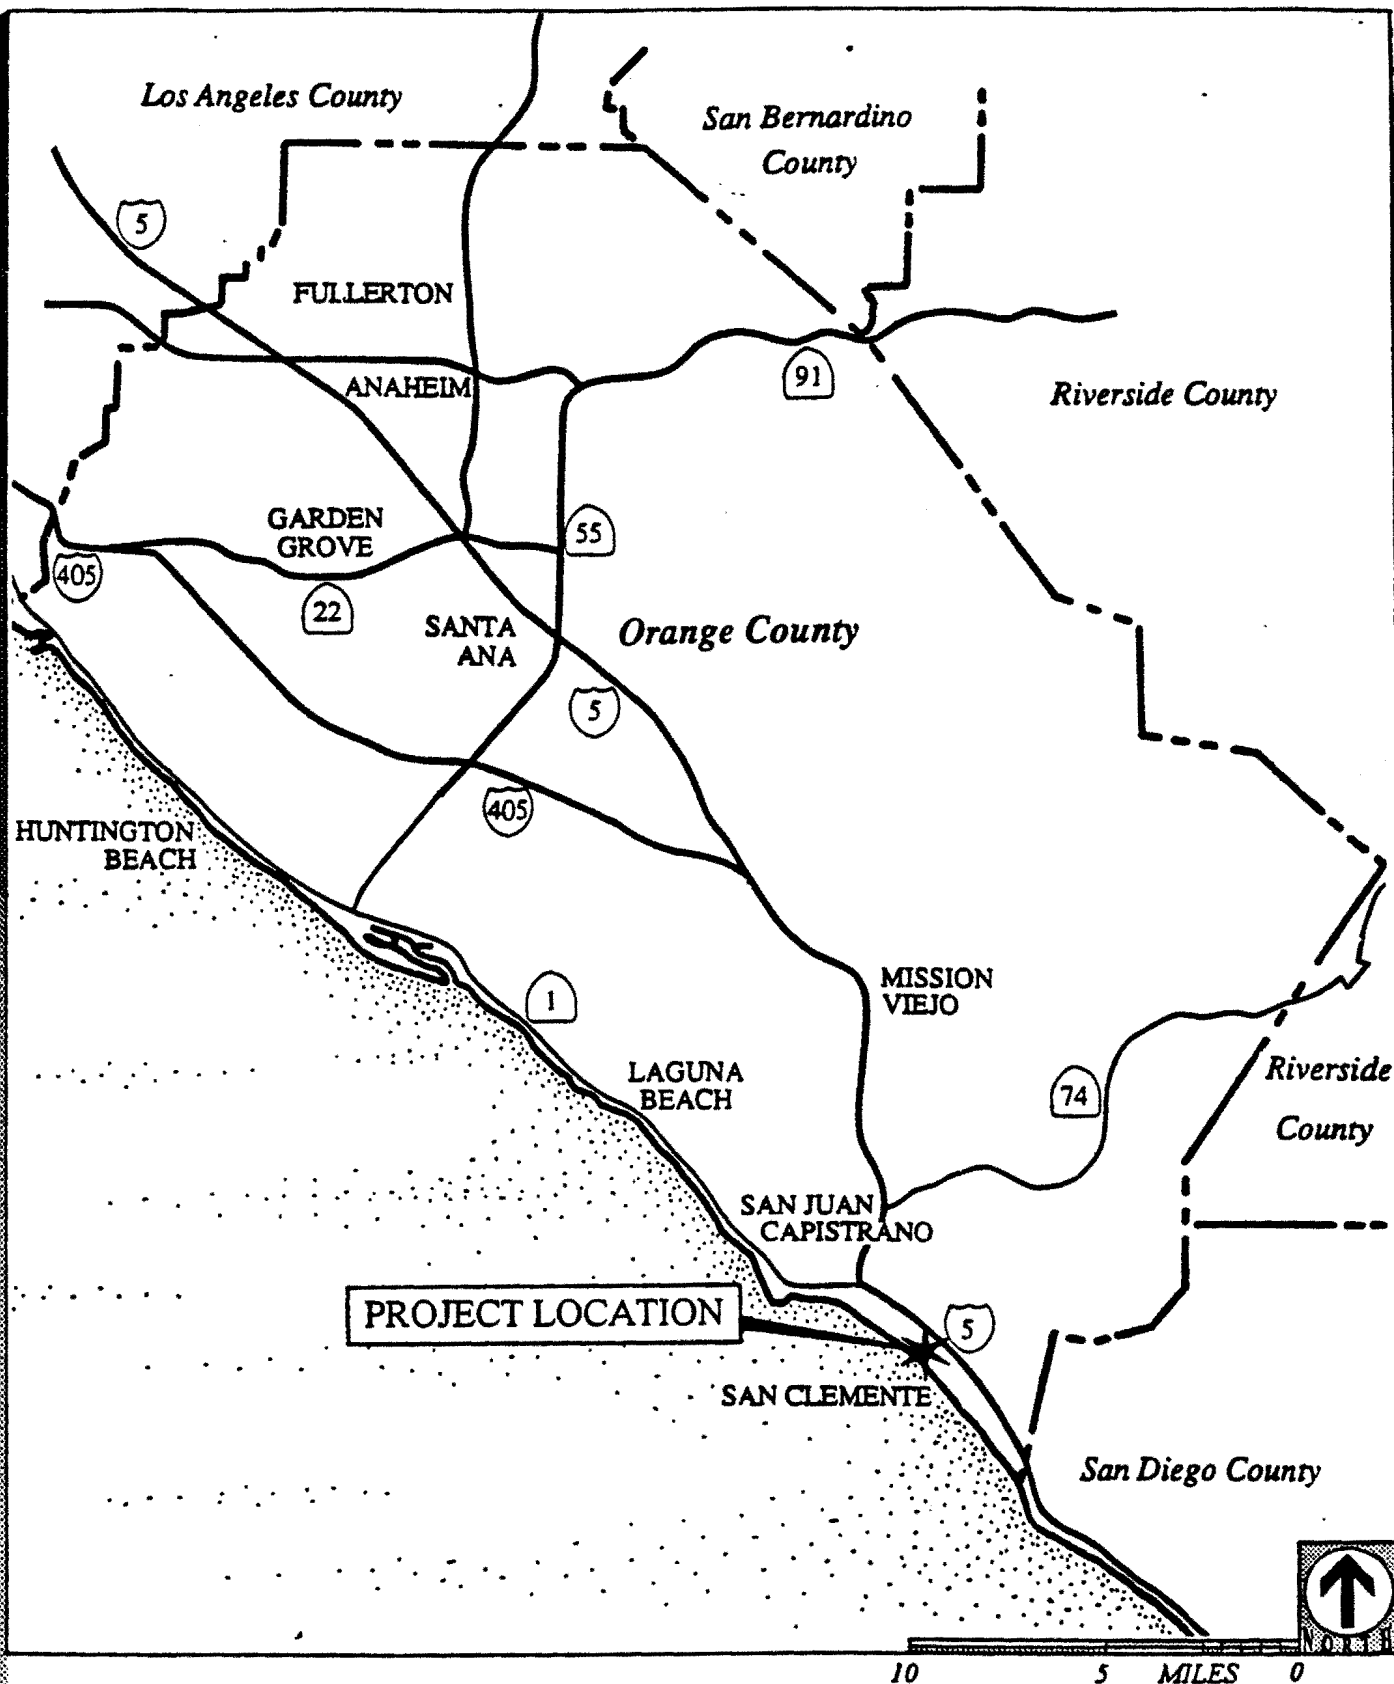 Los Angeles County
San Bernardino
County
5
FULLERTON
91
ANAHEIM
Riverside County
GARDEN
GROVE
55
405
22
SANTA
ANA
Orange County
5
405
HUNTINGTON
BEACH
MISSION
VIEJO
1
LAGUNA
BEACH
74
Riverside
County
SAN JUAN
CAPISTRANO
PROJECT LOCATION
5
SAN CLEMENTE
San Diego County
NORTH
10 5 MILES 0